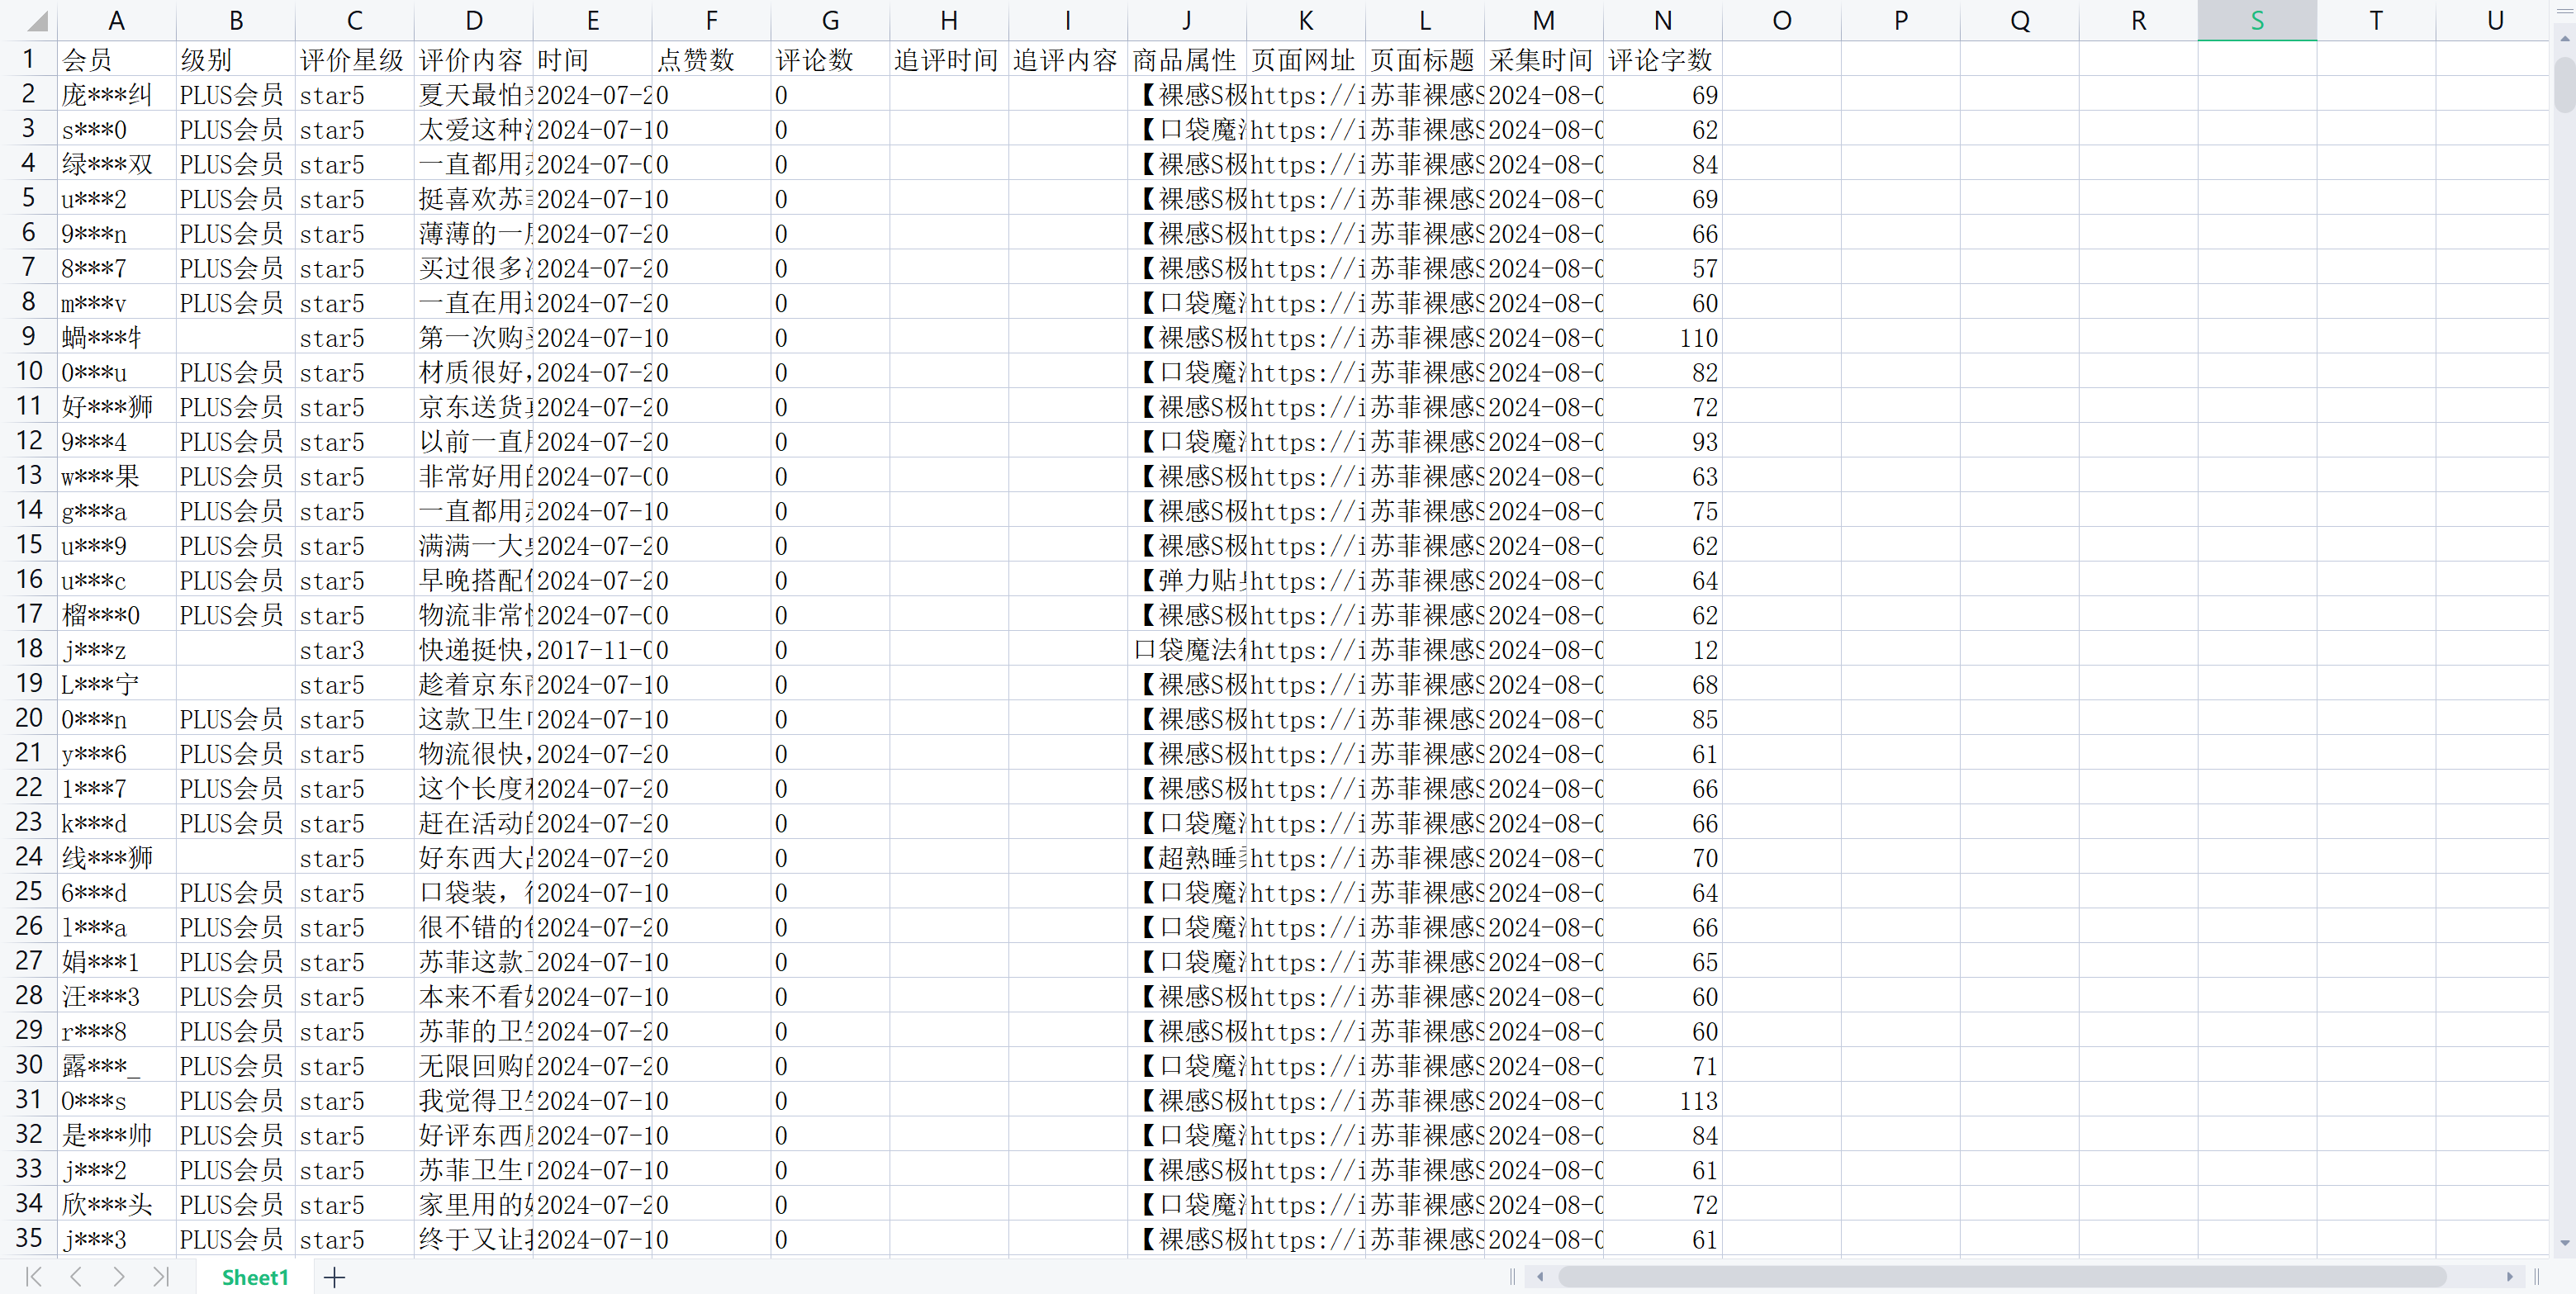 A B C D E F G H I J K L M N O P Q R S T U
1 会员 级别 评价星级 评价内容 时间 点赞数 评论数 追评时间 追评内容 商品属性 页面网址 页面标题 采集时间 评论字数
2 庞***纠 PLUS会员 star5 夏天最怕 2024-07-2 0 0 【裸感S极 https://i 苏菲裸感S 2024-08-0 69
3 s***0 PLUS会员 star5 太爱这种 2024-07-1 0 0 【口袋魔 https://i 苏菲裸感S 2024-08-0 62
4 绿***双 PLUS会员 star5 一直都用 2024-07-0 0 0 【裸感S极 https://i 苏菲裸感S 2024-08-0 84
5 u***2 PLUS会员 star5 挺喜欢苏 2024-07-1 0 0 【裸感S极 https://i 苏菲裸感S 2024-08-0 69
6 9***n PLUS会员 star5 薄薄的一 2024-07-2 0 0 【裸感S极 https://i 苏菲裸感S 2024-08-0 66
7 8***7 PLUS会员 star5 买过很多 2024-07-2 0 0 【裸感S极 https://i 苏菲裸感S 2024-08-0 57
8 m***v PLUS会员 star5 一直在用 2024-07-2 0 0 【口袋魔 https://i 苏菲裸感S 2024-08-0 60
9 蝸***牜 star5 第一次购 2024-07-1 0 0 【裸感S极 https://i 苏菲裸感S 2024-08-0 110
10 0***u PLUS会员 star5 材质很好, 2024-07-2 0 0 【口袋魔 https://i 苏菲裸感S 2024-08-0 82
11 好***狮 PLUS会员 star5 京东送货 2024-07-2 0 0 【裸感S极 https://i 苏菲裸感S 2024-08-0 72
12 9***4 PLUS会员 star5 以前一直 2024-07-2 0 0 【口袋魔 https://i 苏菲裸感S 2024-08-0 93
13 w***果 PLUS会员 star5 非常好用 2024-07-0 0 0 【裸感S极 https://i 苏菲裸感S 2024-08-0 63
14 g***a PLUS会员 star5 一直都用 2024-07-1 0 0 【裸感S极 https://i 苏菲裸感S 2024-08-0 75
15 u***9 PLUS会员 star5 满满一大 2024-07-2 0 0 【裸感S极 https://i 苏菲裸感S 2024-08-0 62
16 u***c PLUS会员 star5 早晚搭配 2024-07-2 0 0 【弹力贴 https://i 苏菲裸感S 2024-08-0 64
17 榴***0 PLUS会员 star5 物流非常 2024-07-0 0 0 【裸感S极 https://i 苏菲裸感S 2024-08-0 62
18 j***z star3 快递挺快, 2017-11-0 0 0 口袋魔法 https://i 苏菲裸感S 2024-08-0 12
19 L***宁 star5 趁着京东 2024-07-1 0 0 【裸感S极 https://i 苏菲裸感S 2024-08-0 68
20 0***n PLUS会员 star5 这款卫生 2024-07-1 0 0 【裸感S极 https://i 苏菲裸感S 2024-08-0 85
21 y***6 PLUS会员 star5 物流很快, 2024-07-2 0 0 【裸感S极 https://i 苏菲裸感S 2024-08-0 61
22 1***7 PLUS会员 star5 这个长度 2024-07-2 0 0 【裸感S极 https://i 苏菲裸感S 2024-08-0 66
23 k***d PLUS会员 star5 赶在活动 2024-07-2 0 0 【口袋魔 https://i 苏菲裸感S 2024-08-0 66
24 线***狮 star5 好东西大 2024-07-2 0 0 【超熟睡 https://i 苏菲裸感S 2024-08-0 70
25 6***d PLUS会员 star5 口袋装, 2024-07-1 0 0 【口袋魔 https://i 苏菲裸感S 2024-08-0 64
26 l***a PLUS会员 star5 很不错的 2024-07-2 0 0 【口袋魔 https://i 苏菲裸感S 2024-08-0 66
27 娟***1 PLUS会员 star5 苏菲这款 2024-07-1 0 0 【口袋魔 https://i 苏菲裸感S 2024-08-0 65
28 汪***3 PLUS会员 star5 本来不看 2024-07-1 0 0 【裸感S极 https://i 苏菲裸感S 2024-08-0 60
29 r***8 PLUS会员 star5 苏菲的卫 2024-07-2 0 0 【裸感S极 https://i 苏菲裸感S 2024-08-0 60
30 露***_ PLUS会员 star5 无限回购 2024-07-2 0 0 【口袋魔 https://i 苏菲裸感S 2024-08-0 71
31 0***s PLUS会员 star5 我觉得卫 2024-07-1 0 0 【裸感S极 https://i 苏菲裸感S 2024-08-0 113
32 是***帅 PLUS会员 star5 好评东西 2024-07-1 0 0 【口袋魔 https://i 苏菲裸感S 2024-08-0 84
33 j***2 PLUS会员 star5 苏菲卫生 2024-07-1 0 0 【裸感S极 https://i 苏菲裸感S 2024-08-0 61
34 欣***头 PLUS会员 star5 家里用的 2024-07-2 0 0 【口袋魔 https://i 苏菲裸感S 2024-08-0 72
35 j***3 PLUS会员 star5 终于又让 2024-07-1 0 0 【裸感S极 https://i 苏菲裸感S 2024-08-0 61
Sheet1